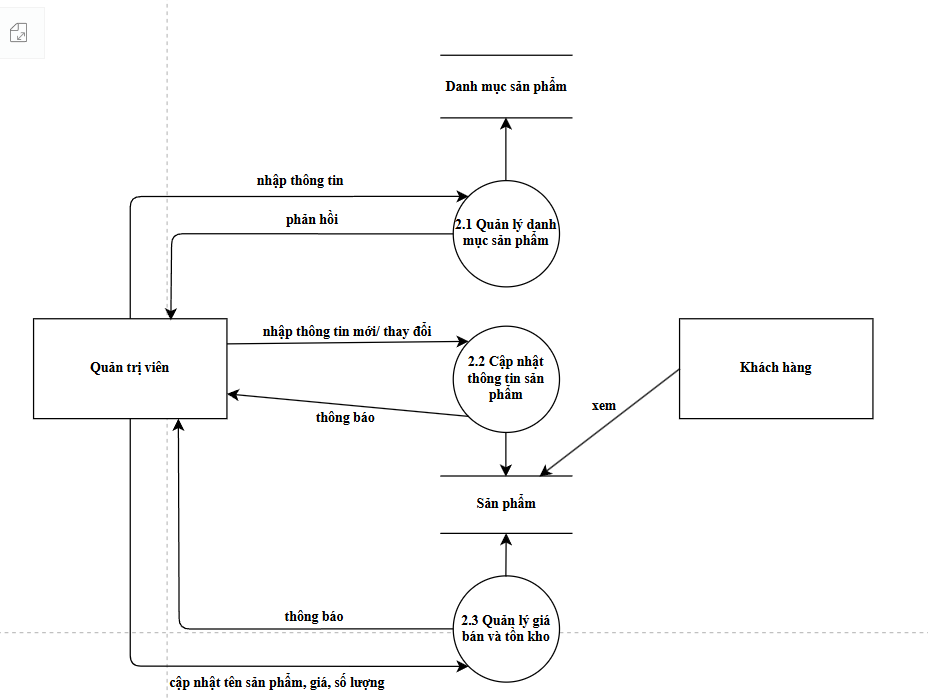 Danh mục sản phẩm
nhập thông tin
phản hồi
2.1 Quản lý danh
mục sản phẩm
nhập thông tin mới/ thay đổi
Quản trị viên
2.2 Cập nhật
thông tin sản
phẩm
Khách hàng
thông báo
xem
Sản phẩm
thông báo
2.3 Quản lý giá
bán và tồn kho
cập nhật tên sản phẩm, giá, số lượng